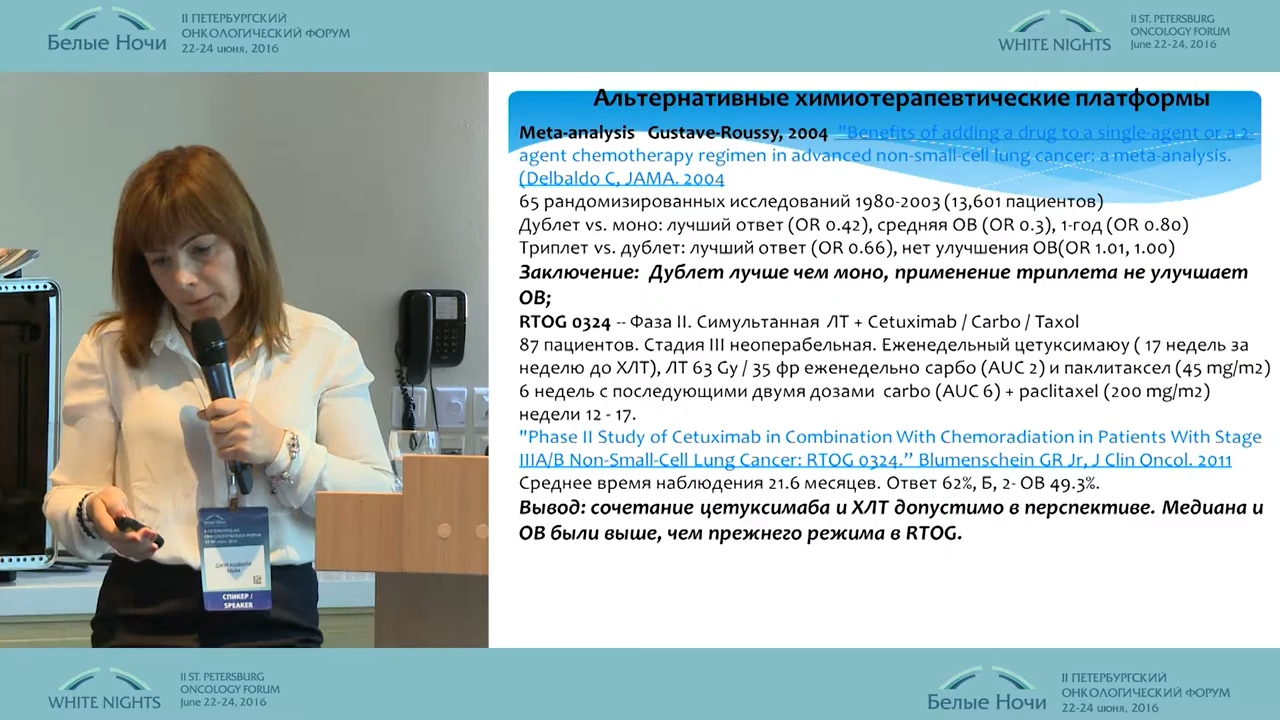 II ПЕТЕРБУРГСКИЙ
ОНКОЛОГИЧЕСКИЙ ФОРУМ
Белые Ночи
22-24 июня, 2016
II ST. PETERSBURG
ONCOLOGY FORUM
WHITE NIGHTS
June 22-24, 2016
Альтернативные химиотерапевтические платформы
Meta-analysis Gustave-Roussy, 2004 "Benefits of adding a drug to a single-agent or a 2-
agent chemotherapy regimen in advanced non-small-cell lung cancer: a meta-analysis.
(Delbaldo C, JAMA. 2004
65 рандомизированных исследований 1980-2003 (13,601 пациентов)
Дублет vs. моно: лучший ответ (OR 0.42), средняя ОВ (OR 0.3), 1-год (OR 0.80)
Триплет vs. дублет: лучший ответ (OR 0.66), нет улучшения ОВ(OR 1.01, 1.00)
Заключение: Дублет лучше чем моно, применение триплета не улучшает
ОВ;
RTOG 0324 -- Фаза II. Симультанная ЛТ + Cetuximab / Carbo / Taxol
87 пациентов. Стадия III неоперабельная. Еженедельный цетуксимаюу ( 17 недель за
неделю до ХЛТ), ЛТ 63 Gy / 35 фр еженедельно сарбо (AUC 2) и паклитаксел (45 mg/m2)
6 недель с последующими двумя дозами carbo (AUC 6) + paclitaxel (200 mg/m2)
недели 12 - 17.
"Phase II Study of Cetuximab in Combination With Chemoradiation in Patients With Stage
IIIA/B Non-Small-Cell Lung Cancer: RTOG 0324.” Blumenschein GR Jr, J Clin Oncol. 2011
Среднее время наблюдения 21.6 месяцев. Ответ 62%, Б, 2- ОВ 49.3%.
Вывод: сочетание цетуксимаба и ХЛТ допустимо в перспективе. Медиана и
ОВ были выше, чем прежнего режима в RTOG.
СПИКЕР /
SPEAKER
II ST. PETERSBURG
ONCOLOGY FORUM
WHITE NIGHTS
June 22-24, 2016
II ПЕТЕРБУРГСКИЙ
ОНКОЛОГИЧЕСКИЙ ФОРУМ
Белые Ночи
22-24 июня, 2016